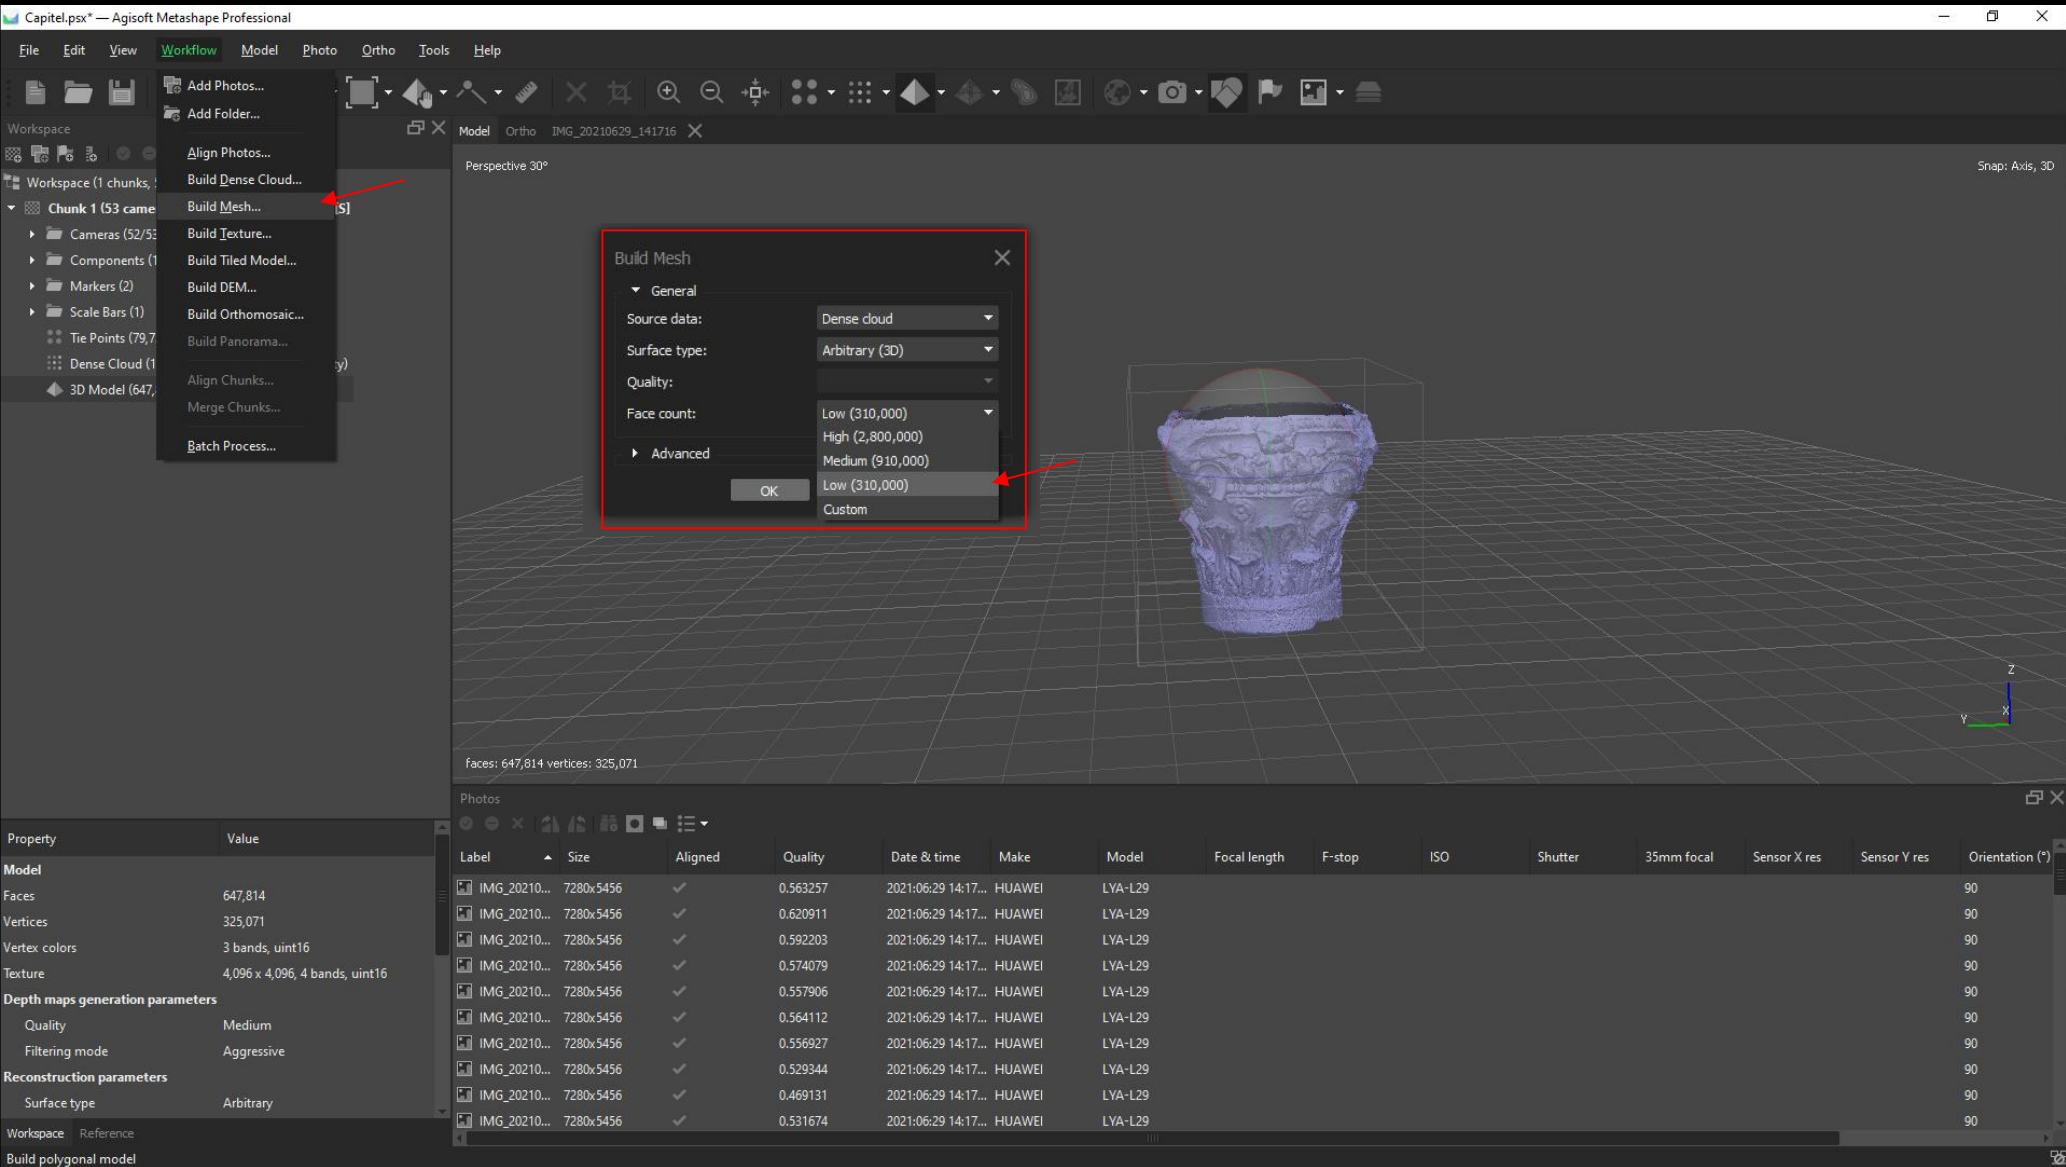 Capitel.psx* — Agisoft Metashape Professional
File Edit View Workflow Model Photo Ortho Tools Help
Add Photos...
Add Folder...
Align Photos...
Build Dense Cloud...
Build Mesh...
Build Texture...
Build Tiled Model...
Build DEM...
Build Orthomosaic...
Build Panorama...
Align Chunks...
Merge Chunks...
Batch Process...
Workspace
Workspace (1 chunks,
Chunk 1 (53 came [S]
Cameras (52/53
Components (1
Markers (2)
Scale Bars (1)
Tie Points (79,7
Dense Cloud (1 y)
3D Model (647,
Model Ortho IMG_20210629_141716
Perspective 30°
Snap: Axis, 3D
Build Mesh
General
Source data: Dense cloud
Surface type: Arbitrary (3D)
Quality:
Face count: Low (310,000)
High (2,800,000)
Medium (910,000)
Low (310,000)
Custom
Advanced
OK
Z
X
Y
faces: 647,814 vertices: 325,071
Property Value
Model
Faces 647,814
Vertices 325,071
Vertex colors 3 bands, uint16
Texture 4,096 x 4,096, 4 bands, uint16
Depth maps generation parameters
Quality Medium
Filtering mode Aggressive
Reconstruction parameters
Surface type Arbitrary
Workspace Reference
Build polygonal model
Photos
Label Size Aligned Quality Date & time Make Model Focal length F-stop ISO Shutter 35mm focal Sensor X res Sensor Y res Orientation (°)
IMG_20210... 7280x5456 0.563257 2021:06:29 14:17... HUAWEI LYA-L29 90
IMG_20210... 7280x5456 0.620911 2021:06:29 14:17... HUAWEI LYA-L29 90
IMG_20210... 7280x5456 0.592203 2021:06:29 14:17... HUAWEI LYA-L29 90
IMG_20210... 7280x5456 0.574079 2021:06:29 14:17... HUAWEI LYA-L29 90
IMG_20210... 7280x5456 0.557906 2021:06:29 14:17... HUAWEI LYA-L29 90
IMG_20210... 7280x5456 0.564112 2021:06:29 14:17... HUAWEI LYA-L29 90
IMG_20210... 7280x5456 0.556927 2021:06:29 14:17... HUAWEI LYA-L29 90
IMG_20210... 7280x5456 0.529344 2021:06:29 14:17... HUAWEI LYA-L29 90
IMG_20210... 7280x5456 0.469131 2021:06:29 14:17... HUAWEI LYA-L29 90
IMG_20210... 7280x5456 0.531674 2021:06:29 14:17... HUAWEI LYA-L29 90